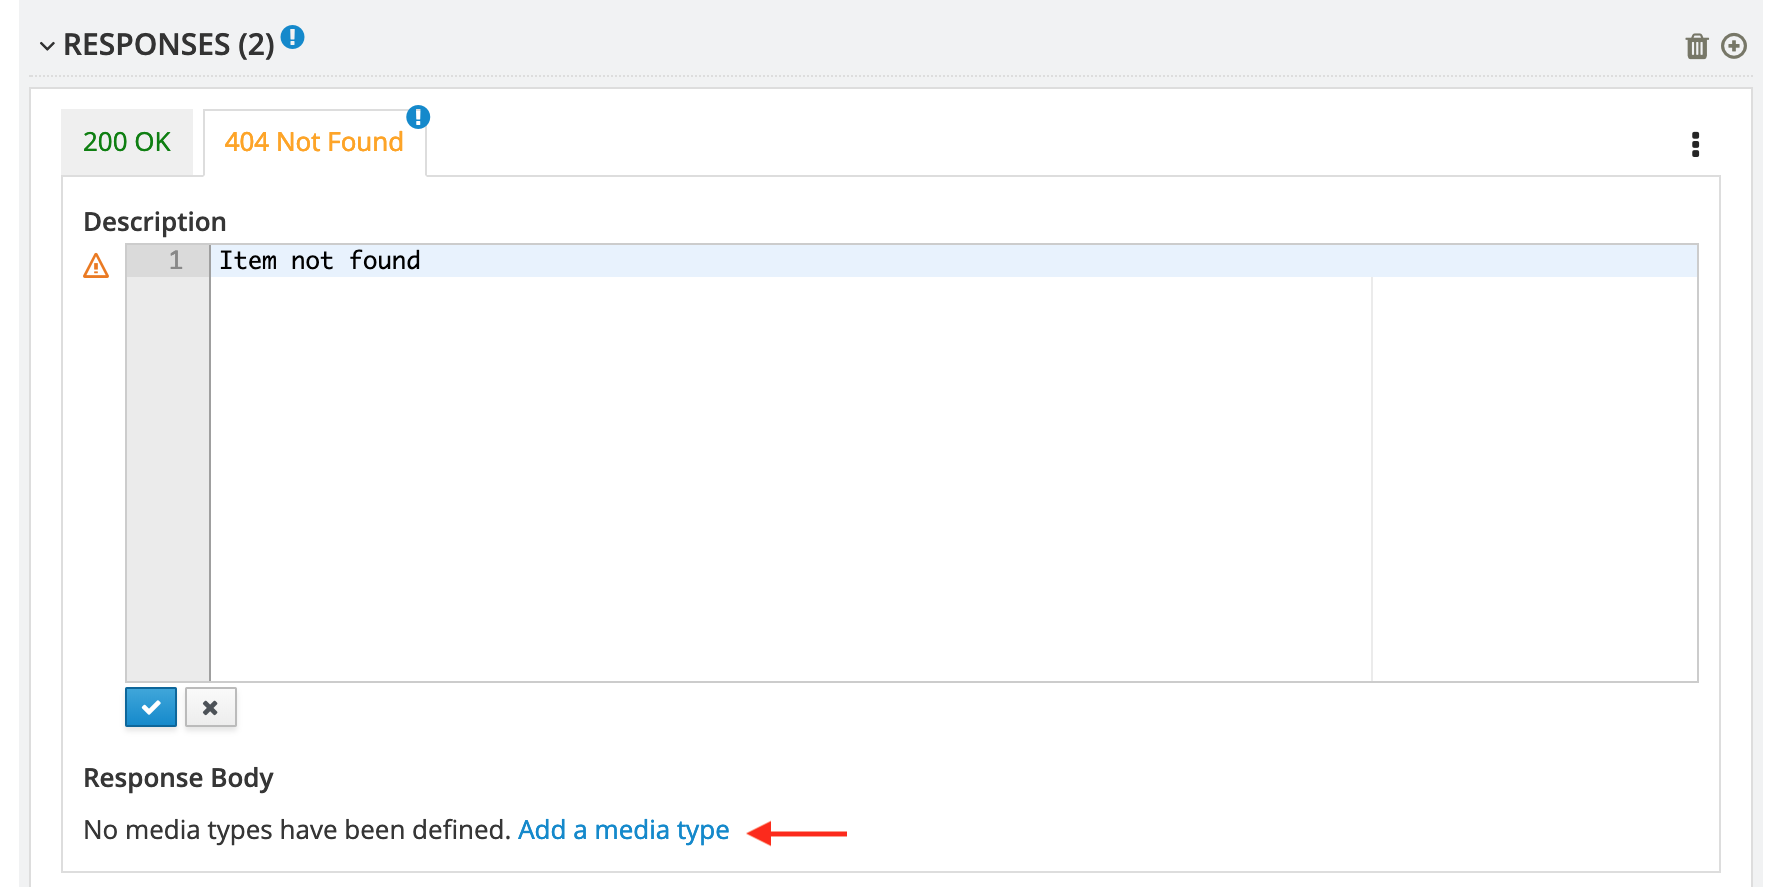 RESPONSES (2)
200 OK
404 Not Found
Description
1 Item not found
Response Body
No media types have been defined. Add a media type